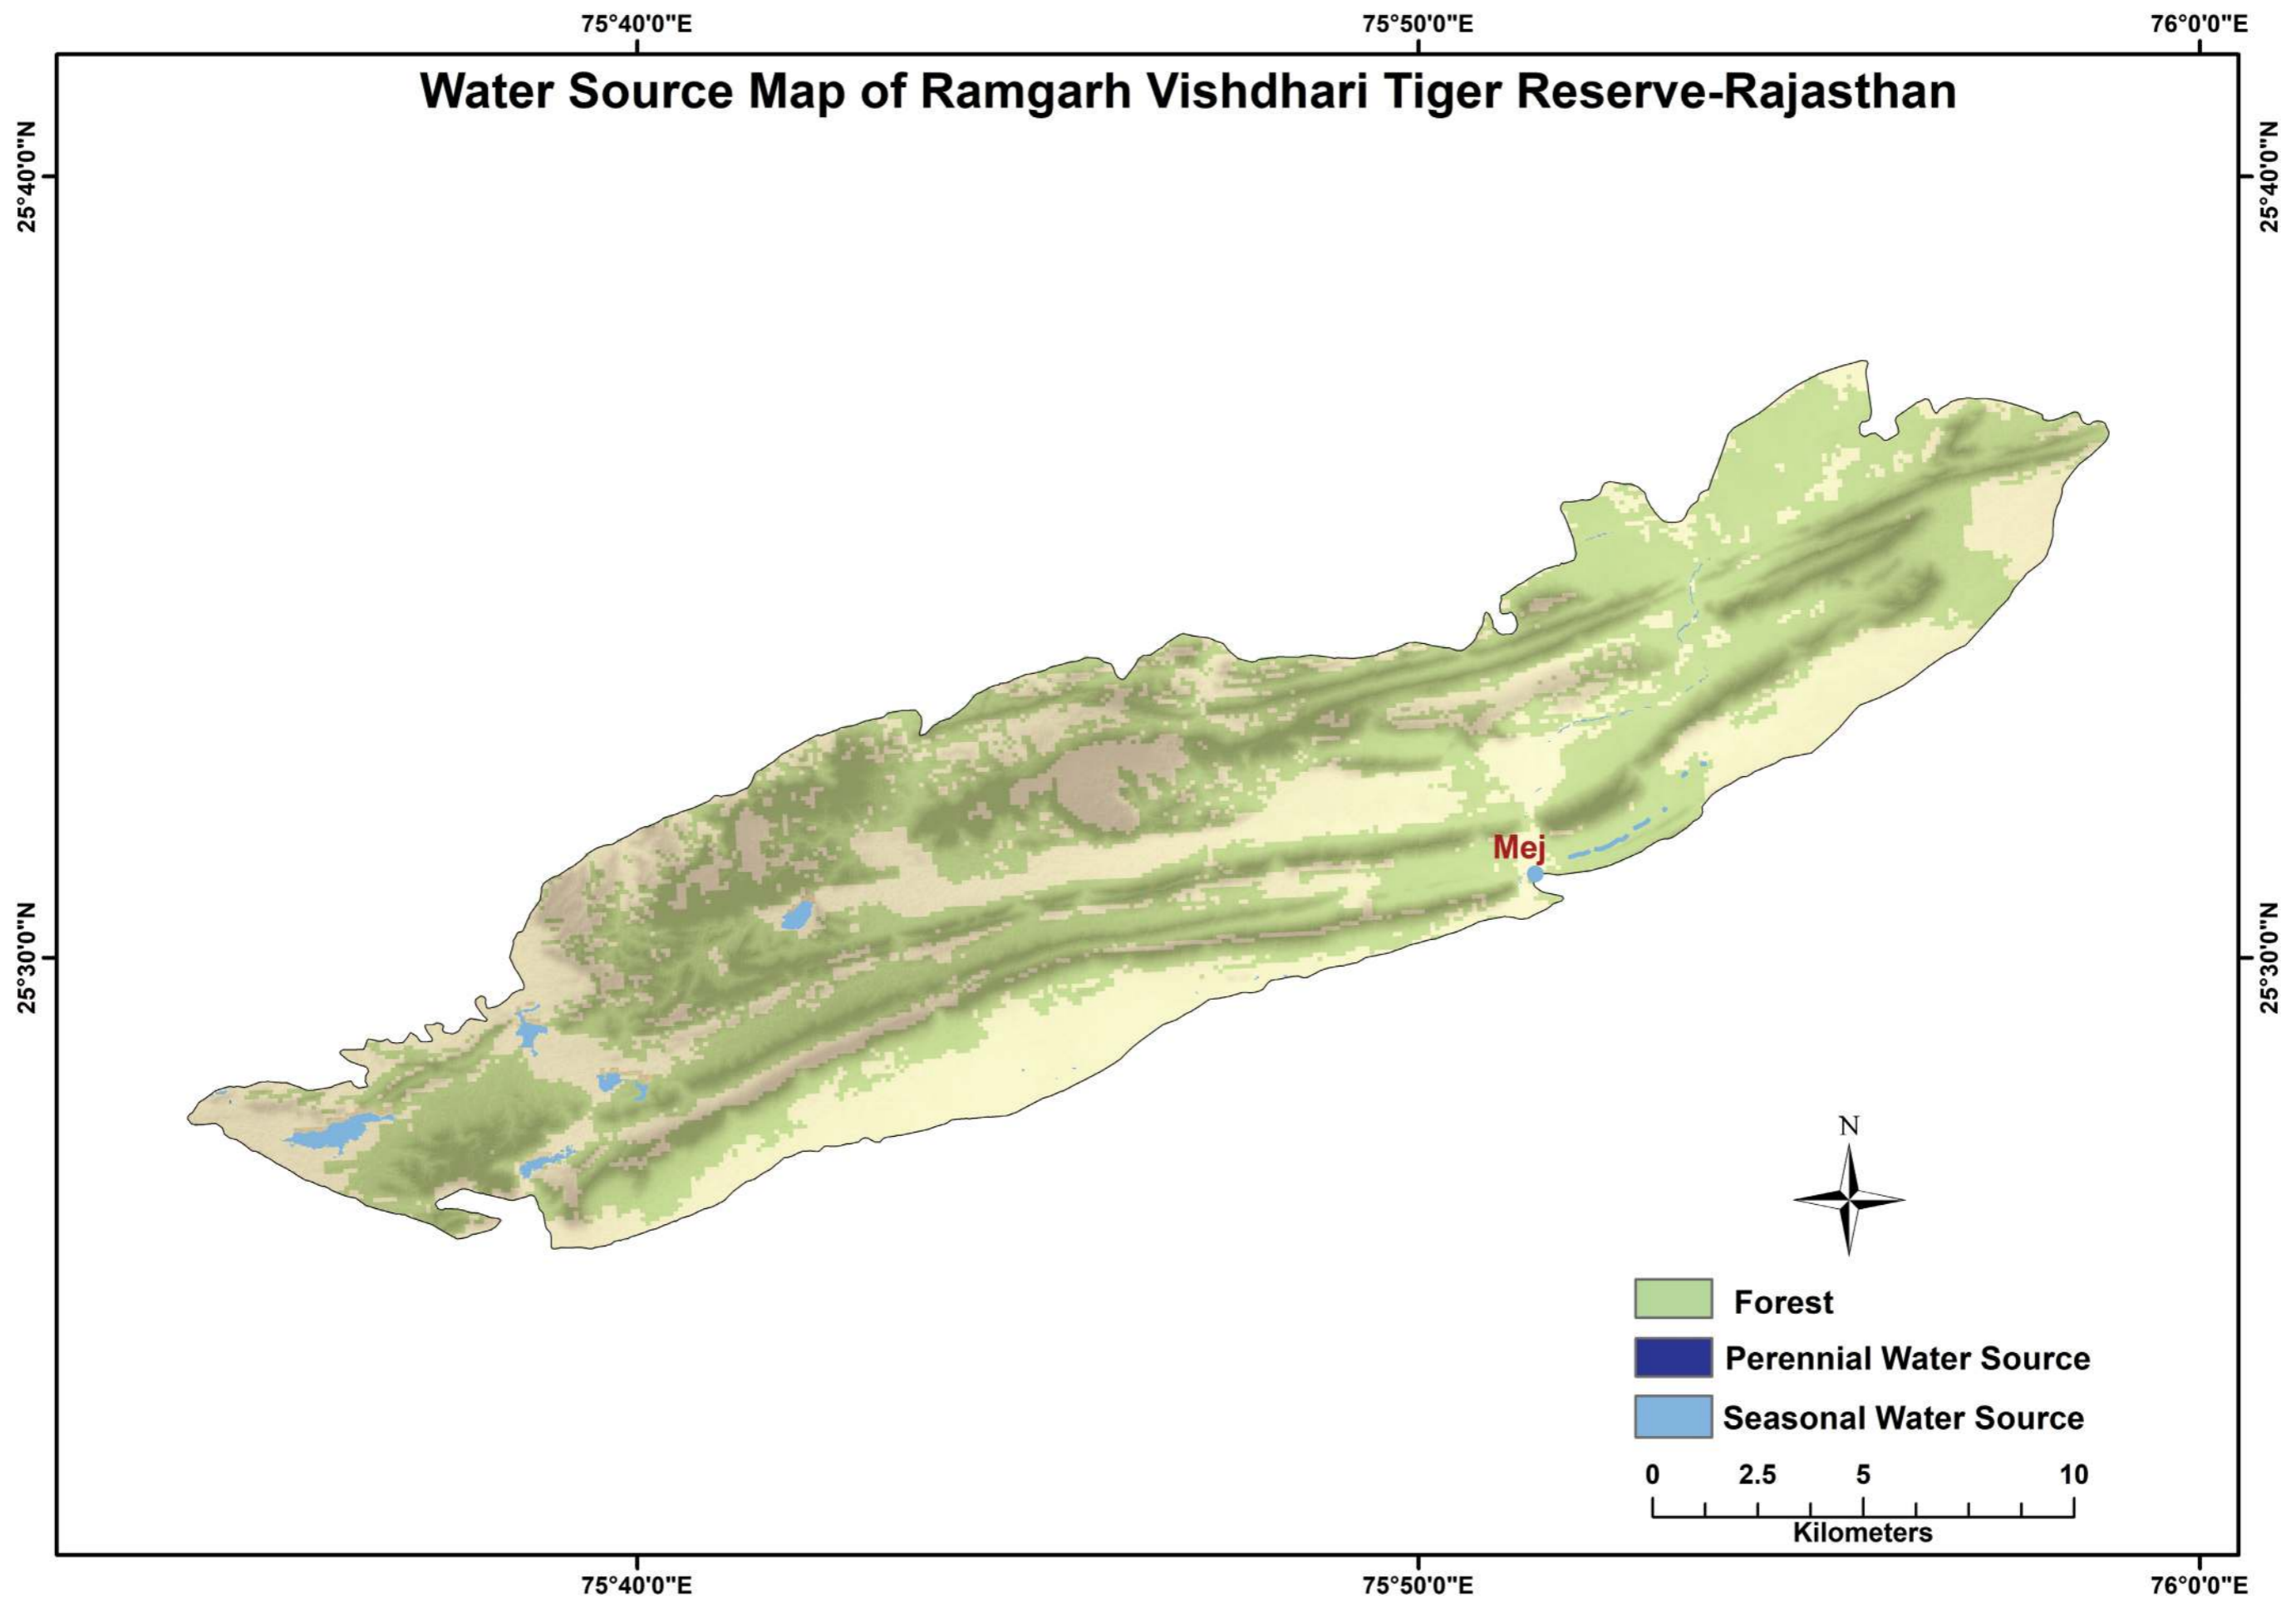 75°40'0"E 75°50'0"E 76°0'0"E
Water Source Map of Ramgarh Vishdhari Tiger Reserve-Rajasthan
25°40'0"N 25°40'0"N
Mej
25°30'0"N 25°30'0"N
N
Forest
Perennial Water Source
Seasonal Water Source
0 2.5 5 10
Kilometers
75°40'0"E 75°50'0"E 76°0'0"E